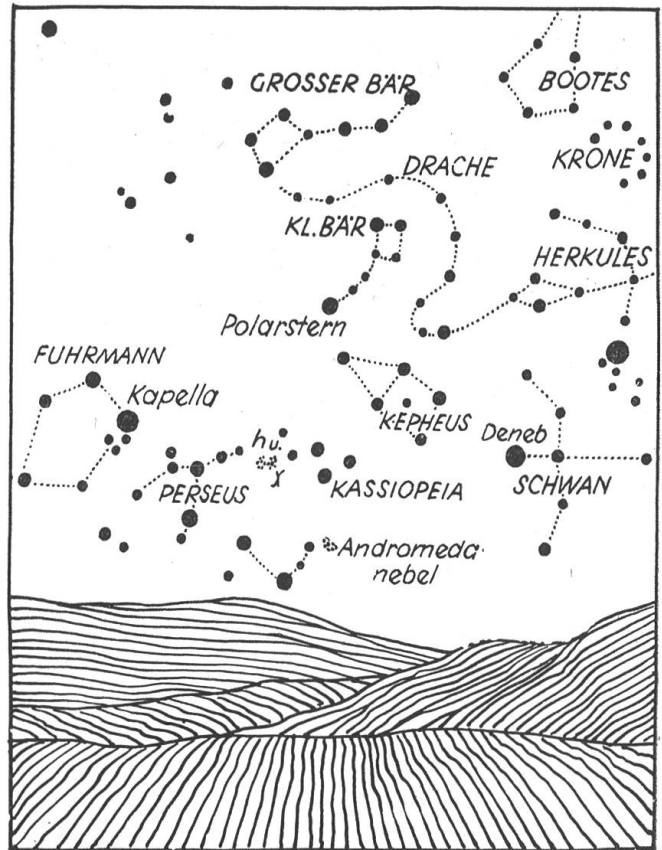 GROSSER BÄR
BOOTES
KRONE
DRACHE
KL. BÄR
HERKULES
Polarstern
FUHRMANN
Kapella
KEPHEUS
h u.
χ
Deneb
PERSEUS
KASSIOPEIA
SCHWAN
Andromeda-
nebel